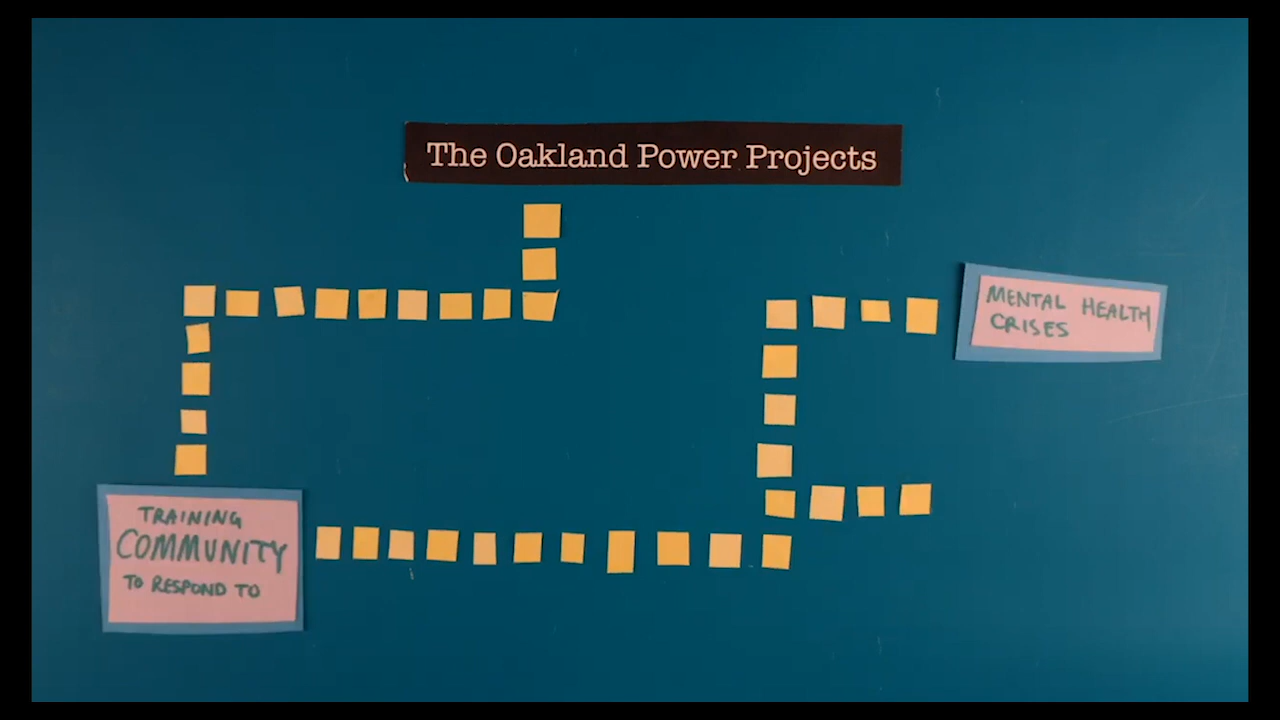 The Oakland Power Projects
MENTAL HEALTH
CRISES
TRAINING
COMMUNITY
TO RESPOND TO